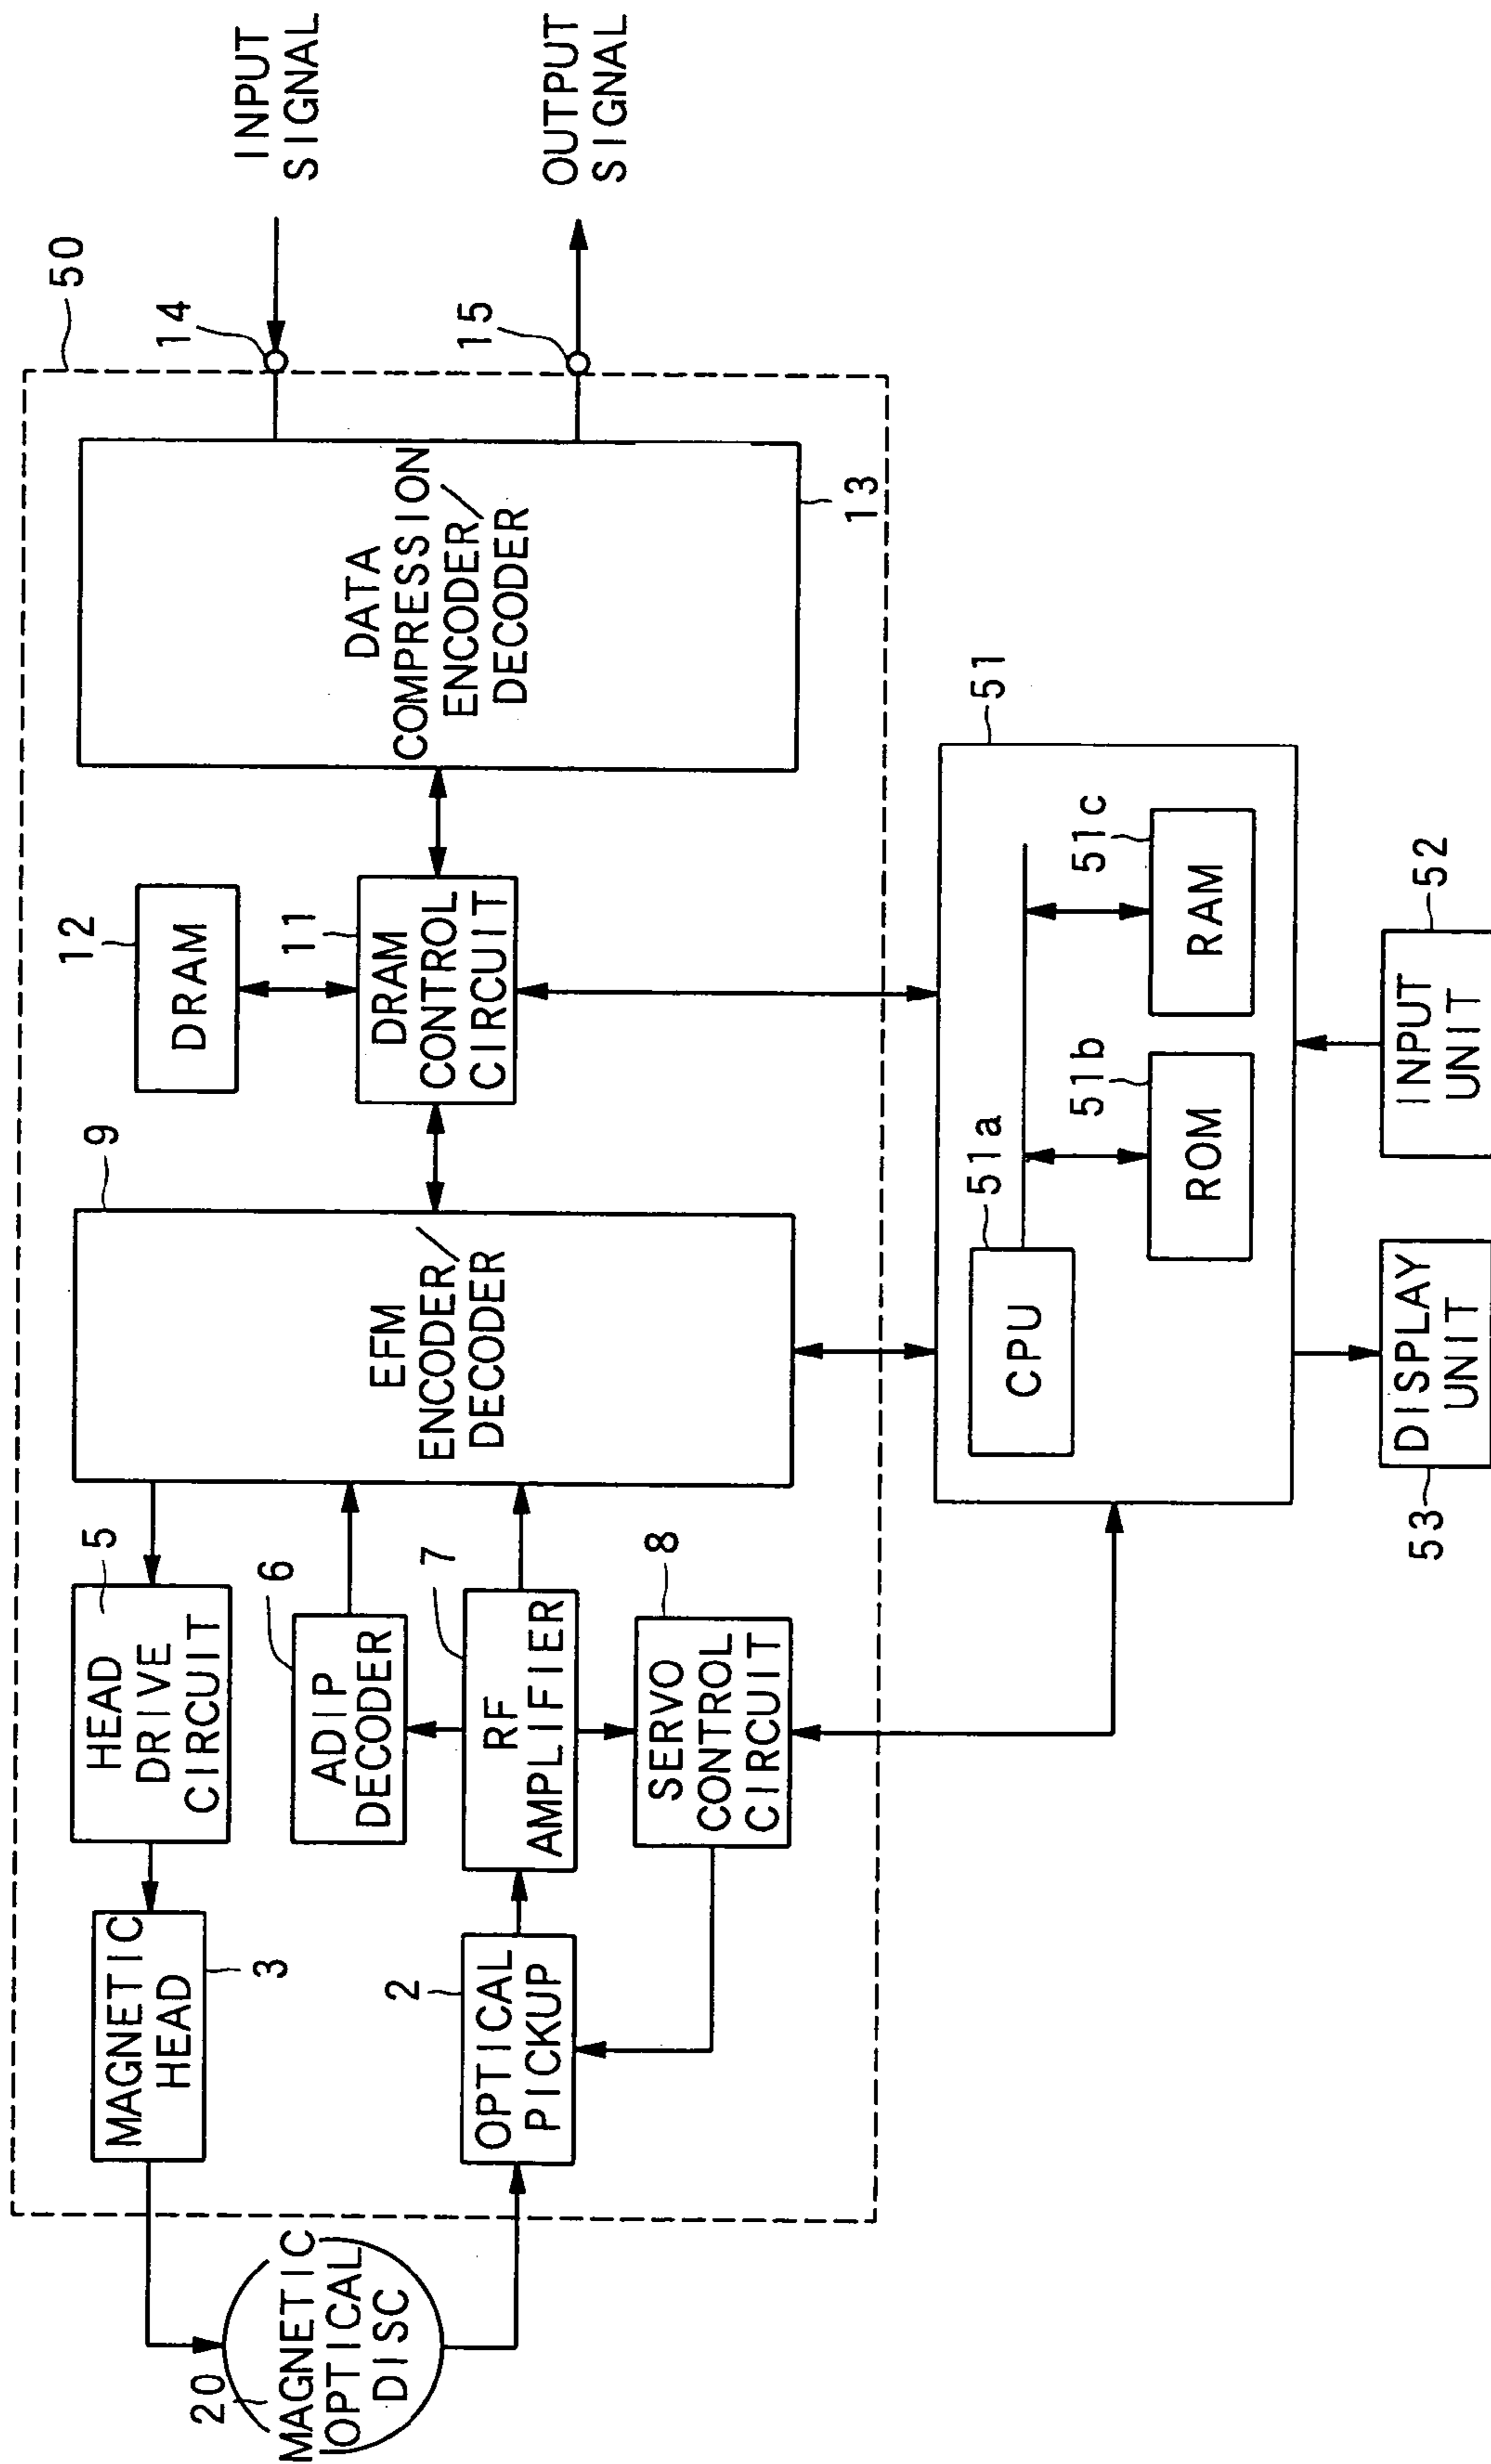 50
INPUT
SIGNAL
14
OUTPUT
SIGNAL
15
MAGNETIC
HEAD
3
HEAD
DRIVE
CIRCUIT
5
9
EFM
ENCODER/
DECODER
12
DRAM
11
DRAM
CONTROL
CIRCUIT
DATA
COMPRESSION
ENCODER/
DECODER
13
20
MAGNETIC
OPTICAL
DISC
6
ADIP
DECODER
2
OPTICAL
PICKUP
7
RF
AMPLIFIER
8
SERVO
CONTROL
CIRCUIT
51
51a
CPU
51b
ROM
51c
RAM
53
DISPLAY
UNIT
52
INPUT
UNIT